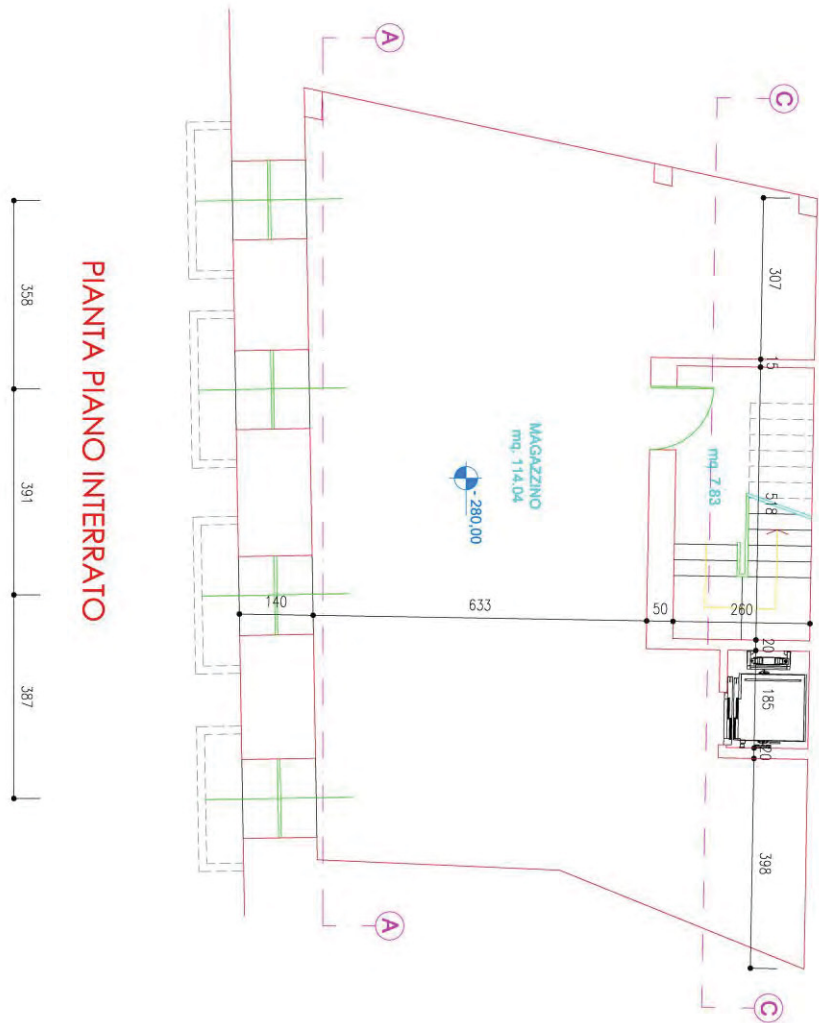 A
A
C
C
307
15
518
20
185
20
398
mq. 7.83
MAGAZZINO
mq. 114.04
- 280,00
140
633
50
260
PIANTA PIANO INTERRATO
358
391
387